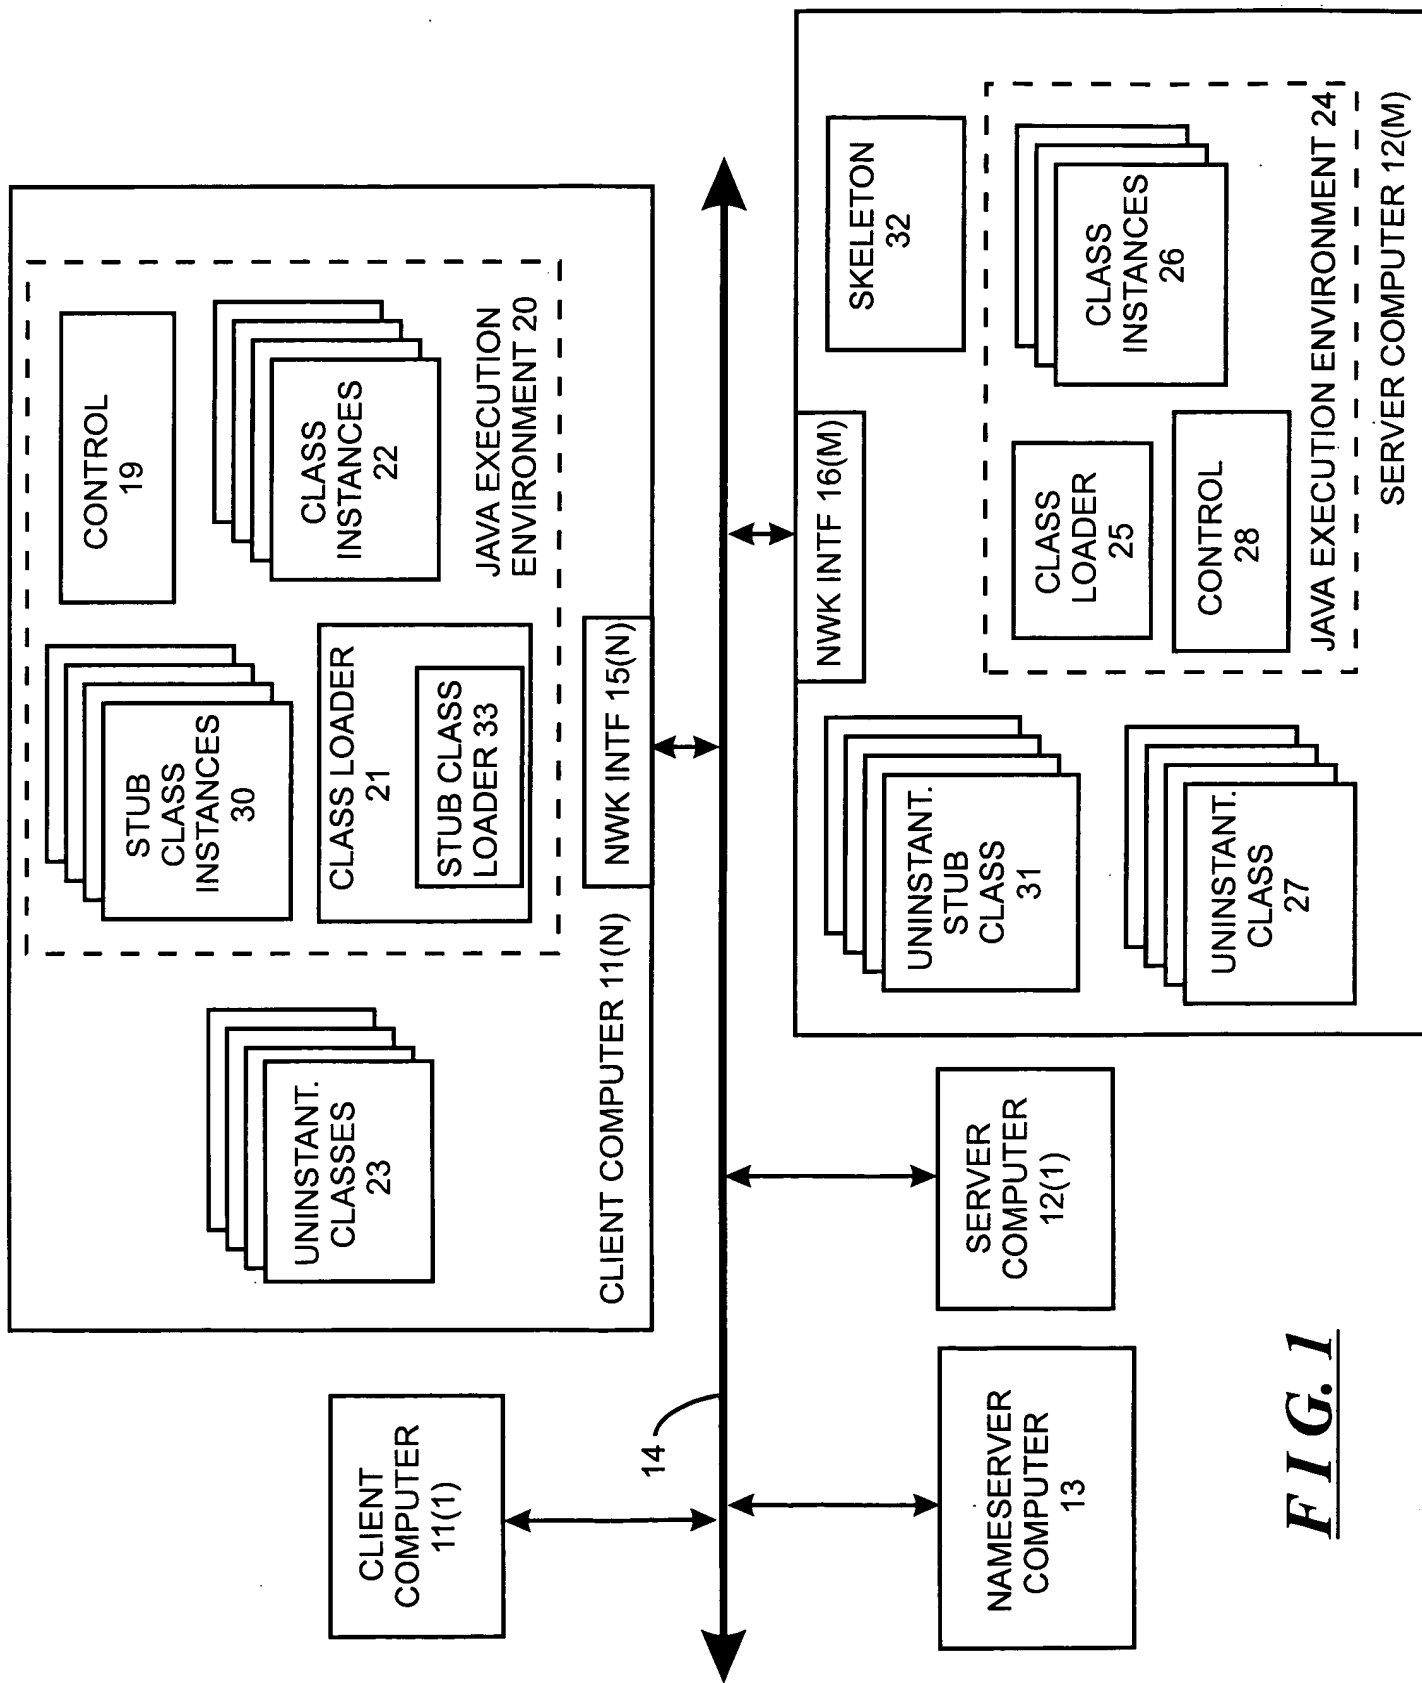 CLIENT
COMPUTER
11(1)
UNINSTANT.
CLASSES
23
CLIENT COMPUTER 11(N)
STUB
CLASS
INSTANCES
30
CONTROL
19
CLASS LOADER
21
STUB CLASS
LOADER 33
CLASS
INSTANCES
22
JAVA EXECUTION
ENVIRONMENT 20
NWK INTF 15(N)
14
NAMESERVER
COMPUTER
13
SERVER
COMPUTER
12(1)
NWK INTF 16(M)
UNINSTANT.
STUB
CLASS
31
SKELETON
32
UNINSTANT.
CLASS
27
CLASS
LOADER
25
CLASS
INSTANCES
26
CONTROL
28
JAVA EXECUTION ENVIRONMENT 24
SERVER COMPUTER 12(M)
FIG. 1